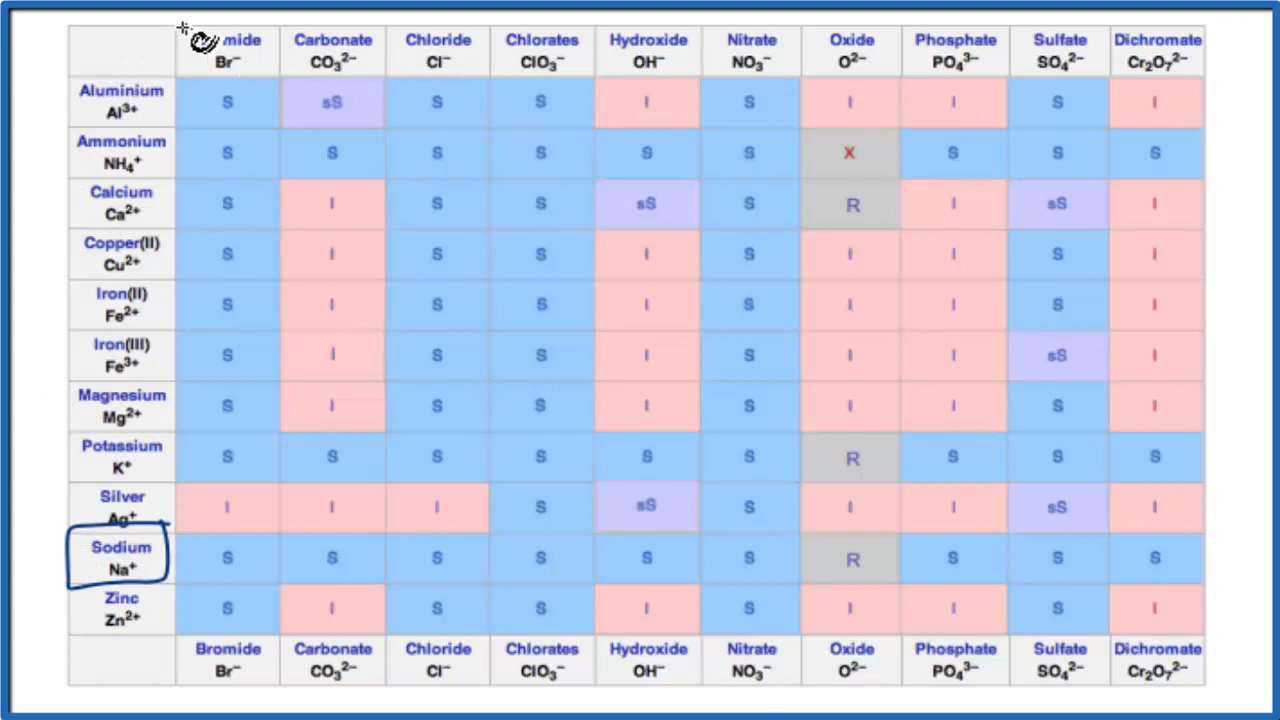 mide Carbonate Chloride Chlorates Hydroxide Nitrate Oxide Phosphate Sulfate Dichromate
Br⁻ CO₃²⁻ Cl⁻ ClO₃⁻ OH⁻ NO₃⁻ O²⁻ PO₄³⁻ SO₄²⁻ Cr₂O₇²⁻
Aluminium
Al³⁺ S sS S S I S I I S I
Ammonium
NH₄⁺ S S S S S S X S S S
Calcium
Ca²⁺ S I S S sS S R I sS I
Copper(II)
Cu²⁺ S I S S I S I I S I
Iron(II)
Fe²⁺ S I S S I S I I S I
Iron(III)
Fe³⁺ S I S S I S I I sS I
Magnesium
Mg²⁺ S I S S I S I I S I
Potassium
K⁺ S S S S S S R S S S
Silver
Ag⁺ I I I S sS S I I sS I
Sodium
Na⁺ S S S S S S R S S S
Zinc
Zn²⁺ S I S S I S I I S I
Bromide Carbonate Chloride Chlorates Hydroxide Nitrate Oxide Phosphate Sulfate Dichromate
Br⁻ CO₃²⁻ Cl⁻ ClO₃⁻ OH⁻ NO₃⁻ O²⁻ PO₄³⁻ SO₄²⁻ Cr₂O₇²⁻